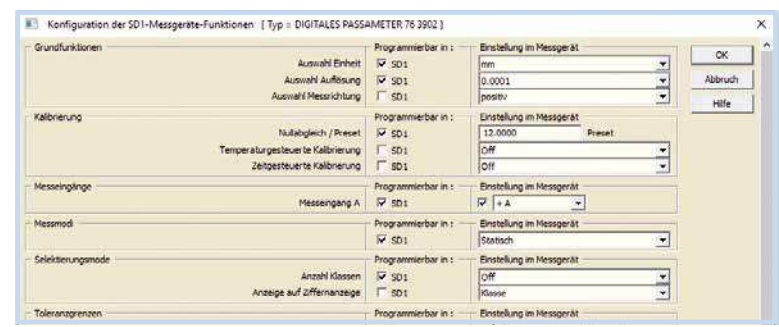 Konfiguration der SD1-Messgeräte-Funktionen [ Typ = DIGITALES PASSAMETER 76 3902 ] X
Grundfunktionen Programmierbar in : Einstellung im Messgerät
OK
Auswahl Einheit SD1 mm
Auswahl Auflösung SD1 0.0001
Abbruch
Auswahl Messrichtung SD1 positiv
Hilfe
Kalibrierung Programmierbar in : Einstellung im Messgerät
Nullabgleich / Preset SD1 12.0000 Preset
Temperaturgesteuerte Kalibrierung SD1 Off
Zeitgesteuerte Kalibrierung SD1 Off
Messeingänge Programmierbar in : Einstellung im Messgerät
Messeingang A SD1 + A
Messmodi Programmierbar in : Einstellung im Messgerät
SD1 Statisch
Selektierungsmode Programmierbar in : Einstellung im Messgerät
Anzahl Klassen SD1 Off
Anzeige auf Ziffernanzeige SD1 Klasse
Toleranzgrenzen Programmierbar in : Einstellung im Messgerät